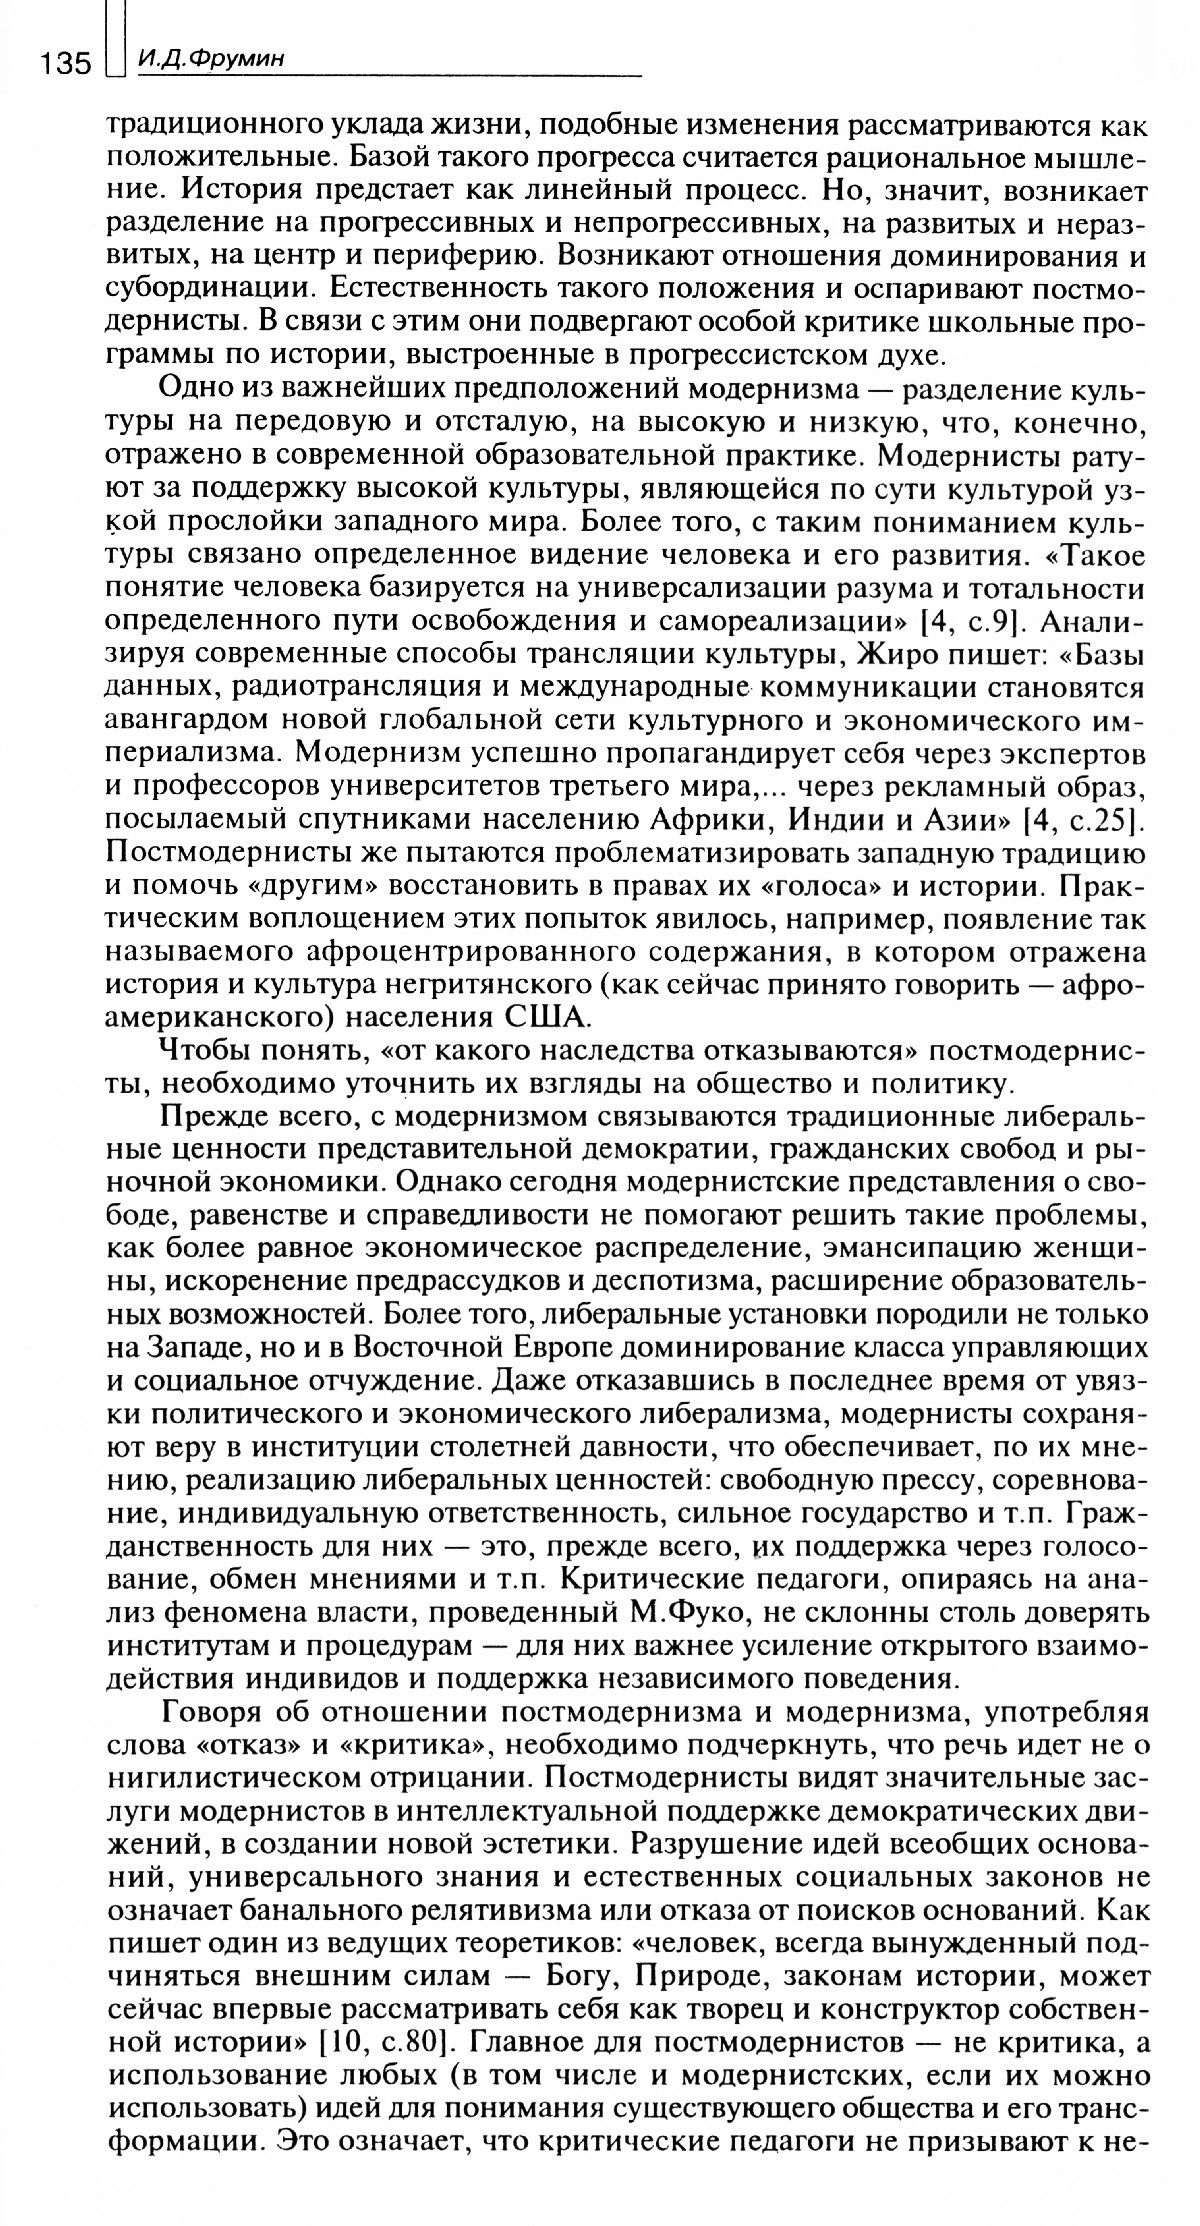 135
И.Д.Фрумин
традиционного уклада жизни, подобные изменения рассматриваются как
положительные. Базой такого прогресса считается рациональное мышле-
ние. История предстает как линейный процесс. Но, значит, возникает
разделение на прогрессивных и непрогрессивных, на развитых и нераз-
витых, на центр и периферию. Возникают отношения доминирования и
субординации. Естественность такого положения и оспаривают постмо-
дернисты. В связи с этим они подвергают особой критике школьные про-
граммы по истории, выстроенные в прогрессистском духе.
Одно из важнейших предположений модернизма — разделение куль-
туры на передовую и отсталую, на высокую и низкую, что, конечно,
отражено в современной образовательной практике. Модернисты рату-
ют за поддержку высокой культуры, являющейся по сути культурой уз-
кой прослойки западного мира. Более того, с таким пониманием куль-
туры связано определенное видение человека и его развития. «Такое
понятие человека базируется на универсализации разума и тотальности
определенного пути освобождения и самореализации» [4, с.9]. Анали-
зируя современные способы трансляции культуры, Жиро пишет: «Базы
данных, радиотрансляция и международные коммуникации становятся
авангардом новой глобальной сети культурного и экономического им-
периализма. Модернизм успешно пропагандирует себя через экспертов
и профессоров университетов третьего мира,... через рекламный образ,
посылаемый спутниками населению Африки, Индии и Азии» [4, с.25].
Постмодернисты же пытаются проблематизировать западную традицию
и помочь «другим» восстановить в правах их «голоса» и истории. Прак-
тическим воплощением этих попыток явилось, например, появление так
называемого афроцентрированного содержания, в котором отражена
история и культура негритянского (как сейчас принято говорить — афро-
американского) населения США.
Чтобы понять, «от какого наследства отказываются» постмодернис-
ты, необходимо уточнить их взгляды на общество и политику.
Прежде всего, с модернизмом связываются традиционные либераль-
ные ценности представительной демократии, гражданских свобод и ры-
ночной экономики. Однако сегодня модернистские представления о сво-
боде, равенстве и справедливости не помогают решить такие проблемы,
как более равное экономическое распределение, эмансипацию женщи-
ны, искоренение предрассудков и деспотизма, расширение образователь-
ных возможностей. Более того, либеральные установки породили не только
на Западе, но и в Восточной Европе доминирование класса управляющих
и социальное отчуждение. Даже отказавшись в последнее время от увяз-
ки политического и экономического либерализма, модернисты сохраня-
ют веру в институции столетней давности, что обеспечивает, по их мне-
нию, реализацию либеральных ценностей: свободную прессу, соревнова-
ние, индивидуальную ответственность, сильное государство и т.п. Граж-
данственность для них — это, прежде всего, их поддержка через голосо-
вание, обмен мнениями и т.п. Критические педагоги, опираясь на ана-
лиз феномена власти, проведенный М.Фуко, не склонны столь доверять
институтам и процедурам — для них важнее усиление открытого взаимо-
действия индивидов и поддержка независимого поведения.
Говоря об отношении постмодернизма и модернизма, употребляя
слова «отказ» и «критика», необходимо подчеркнуть, что речь идет не о
нигилистическом отрицании. Постмодернисты видят значительные зас-
луги модернистов в интеллектуальной поддержке демократических дви-
жений, в создании новой эстетики. Разрушение идей всеобщих основа-
ний, универсального знания и естественных социальных законов не
означает банального релятивизма или отказа от поисков оснований. Как
пишет один из ведущих теоретиков: «человек, всегда вынужденный под-
чиняться внешним силам — Богу, Природе, законам истории, может
сейчас впервые рассматривать себя как творец и конструктор собствен-
ной истории» [10, с.80]. Главное для постмодернистов — не критика, а
использование любых (в том числе и модернистских, если их можно
использовать) идей для понимания существующего общества и его транс-
формации. Это означает, что критические педагоги не призывают к не-